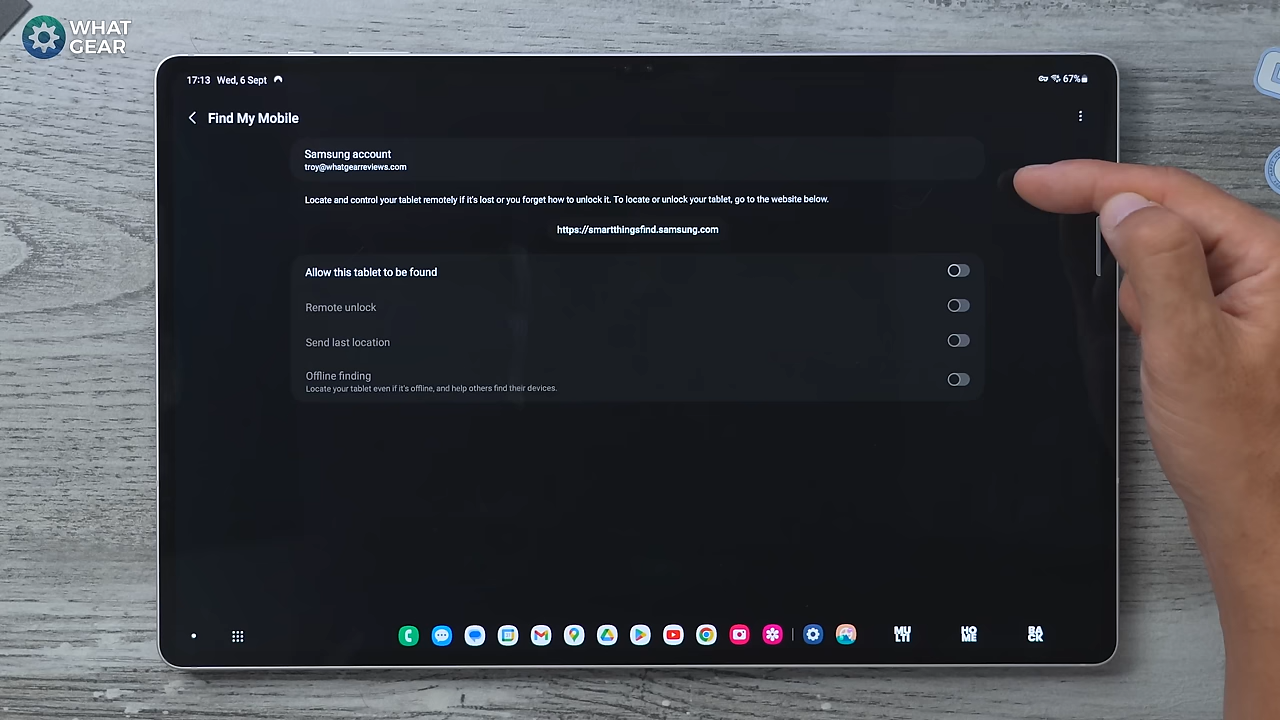 WHAT
GEAR
17:13 Wed, 6 Sept
67%
Find My Mobile
Samsung account
troy@whatgearreviews.com
Locate and control your tablet remotely if it's lost or you forget how to unlock it. To locate or unlock your tablet, go to the website below.
https://smartthingsfind.samsung.com
Allow this tablet to be found
Remote unlock
Send last location
Offline finding
Locate your tablet even if it's offline, and help others find their devices.
MU
LTI
HO
ME
BA
CK